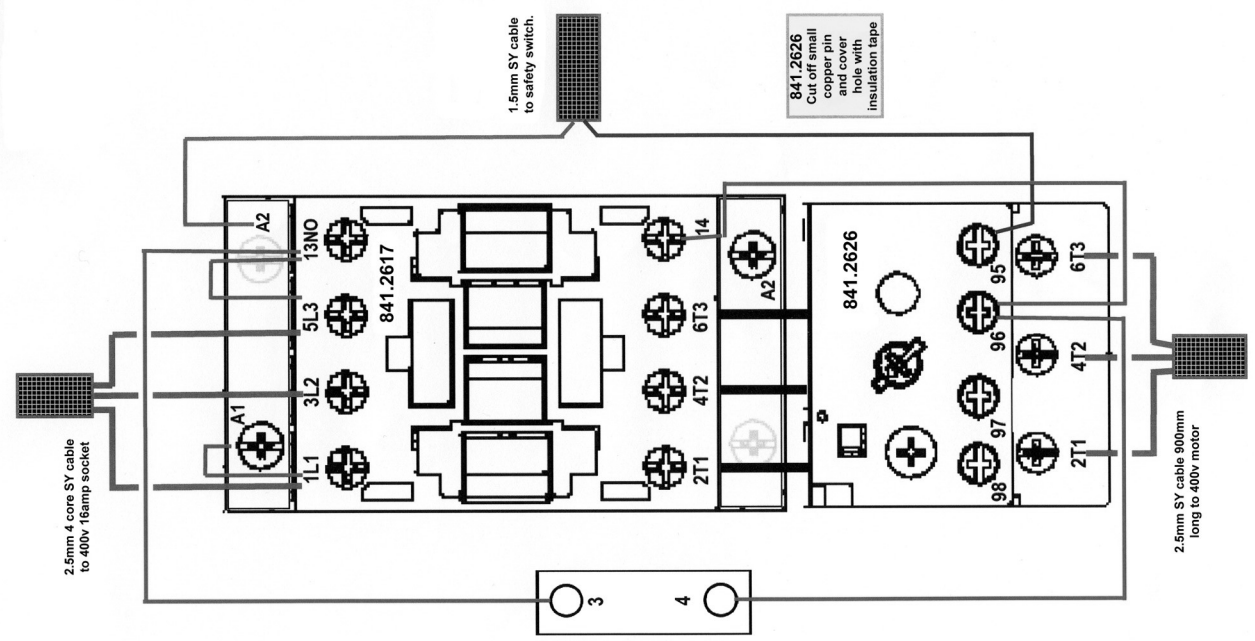 2.5mm 4 core SY cable
to 400v 16amp socket
1.5mm SY cable
to safety switch.
841.2626
Cut off small
copper pin
and cover
hole with
insulation tape
A1
A2
1L1
3L2
5L3
13NO
841.2617
2T1
4T2
6T3
14
A2
841.2626
98
97
96
95
2T1
4T2
6T3
2.5mm SY cable 900mm
long to 400v motor
3
4